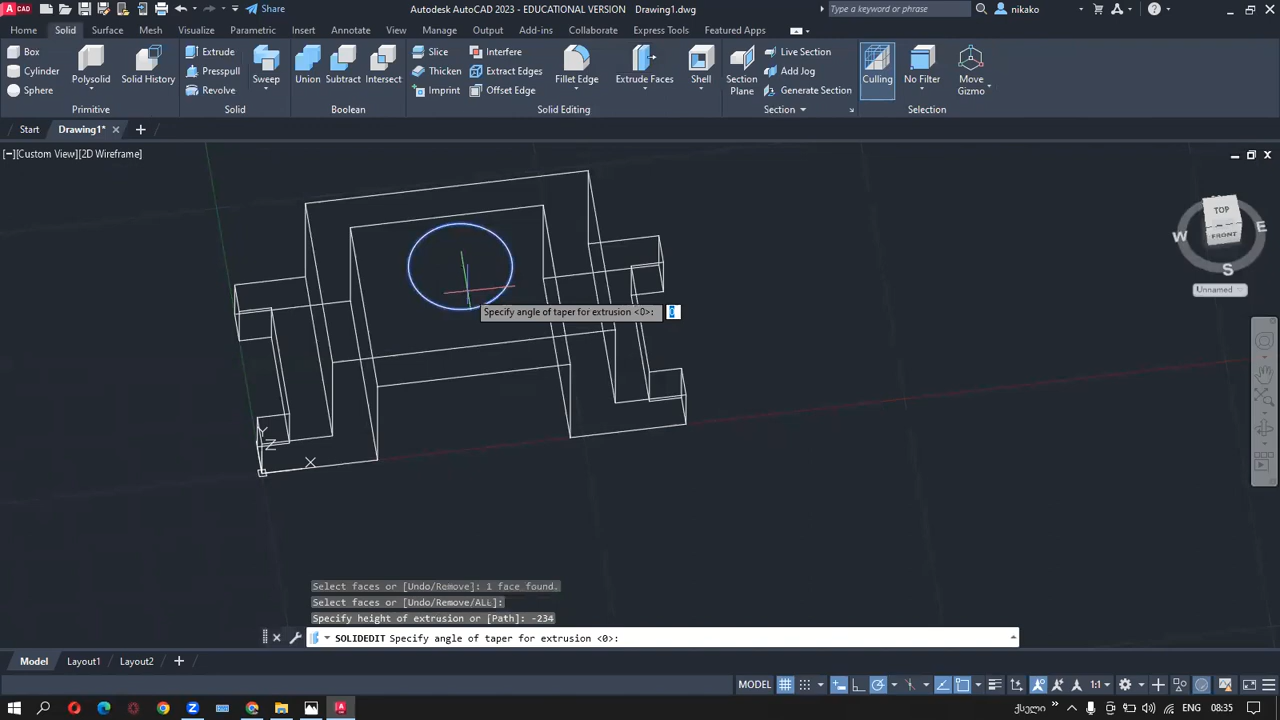 Share
Autodesk AutoCAD 2023 - EDUCATIONAL VERSION Drawing1.dwg
Type a keyword or phrase
nikako
Home Solid Surface Mesh Visualize Parametric Insert Annotate View Manage Output Add-ins Collaborate Express Tools Featured Apps
Box
Cylinder
Sphere
Polysolid
Solid History
Extrude
Presspull
Revolve
Sweep
Union
Subtract
Intersect
Slice
Thicken
Imprint
Interfere
Extract Edges
Offset Edge
Fillet Edge
Extrude Faces
Shell
Section
Plane
Live Section
Add Jog
Generate Section
Culling
No Filter
Move
Gizmo
Primitive Solid Boolean Solid Editing Section Selection
Start Drawing1*
[−][Custom View][2D Wireframe]
TOP
FRONT
W E
S
Unnamed
Specify angle of taper for extrusion <0>: 0
Y
Z
X
Select faces or [Undo/Remove]: 1 face found.
Select faces or [Undo/Remove/ALL]:
Specify height of extrusion or [Path]: -234
SOLIDEDIT Specify angle of taper for extrusion <0>:
Model Layout1 Layout2
MODEL 1:1
ქსელი ENG 08:35